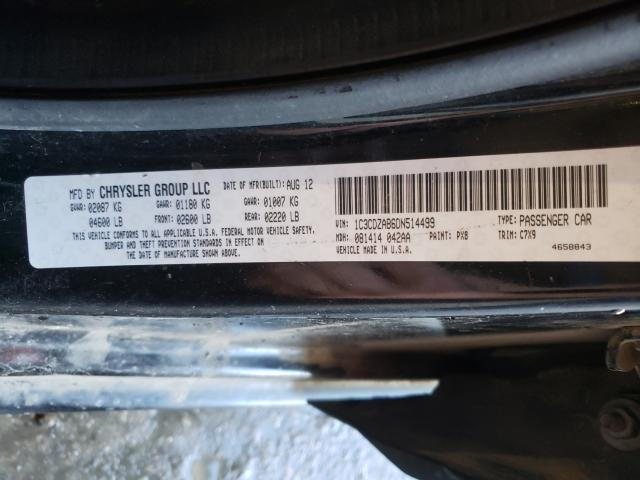 MFD BY CHRYSLER GROUP LLC DATE OF MFR(BUILT): AUG 12
GVWR: 02087 KG GAWR: 01180 KG GAWR: 01007 KG
04600 LB FRONT: 02600 LB REAR: 02220 LB
THIS VEHICLE CONFORMS TO ALL APPLICABLE U.S.A. FEDERAL MOTOR VEHICLE SAFETY,
BUMPER AND THEFT PREVENTION STANDARDS IN EFFECT ON
THE DATE OF MANUFACTURE SHOWN ABOVE.
VIN: 1C3CDZAB6DN514499 TYPE: PASSENGER CAR
MDH: 081414 042AA PAINT: PX8 TRIM: C7X9
VEHICLE MADE IN U.S.A. 4658843